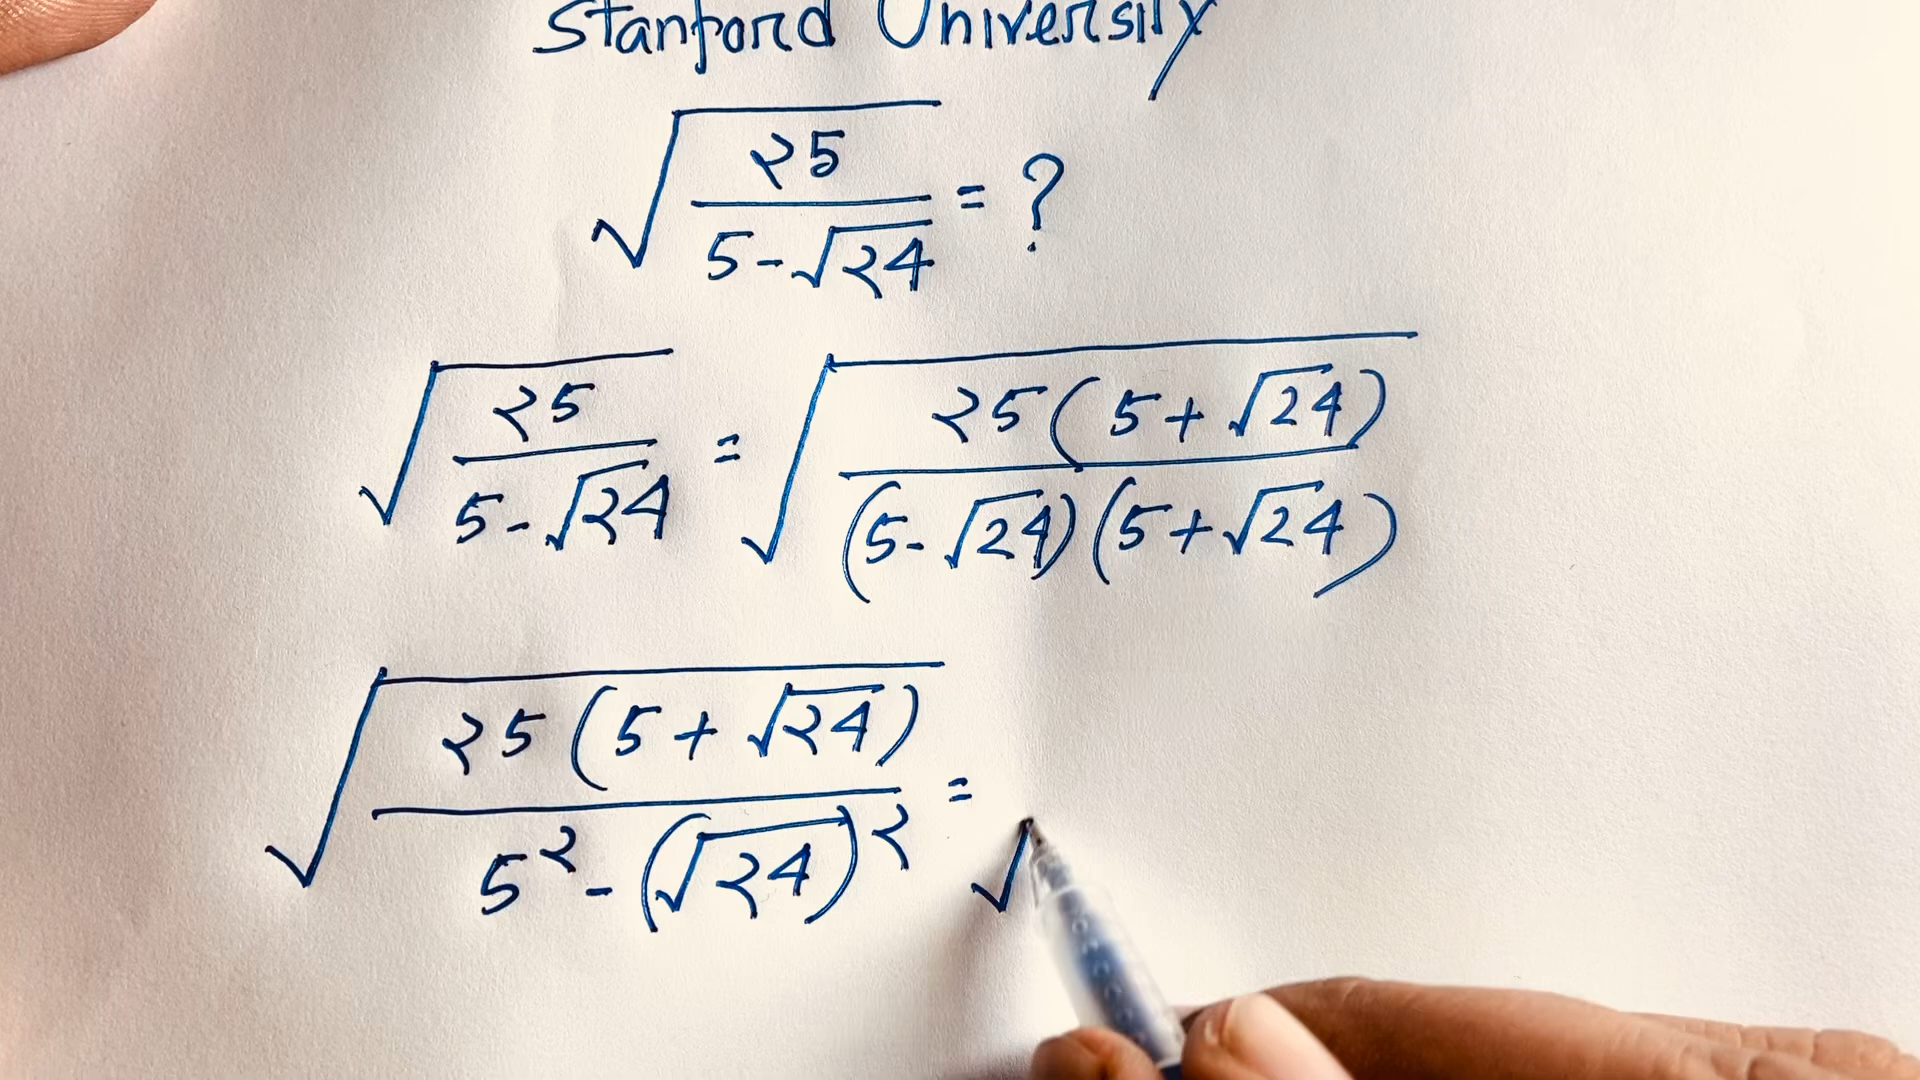 Stanford University
√(25/(5-√24)) = ?
√(25/(5-√24)) = √(25(5+√24)/((5-√24)(5+√24)))
√(25(5+√24)/(5²-(√24)²)) = √